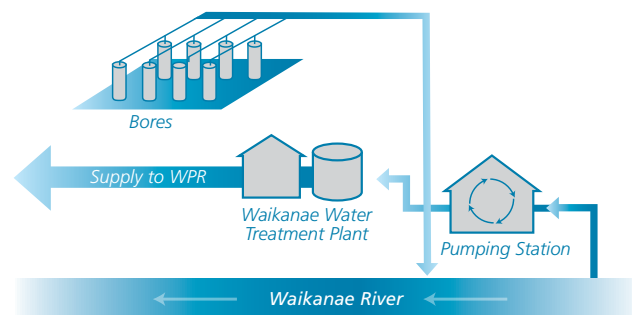 Bores
Supply to WPR
Waikanae Water
Treatment Plant
Pumping Station
Waikanae River